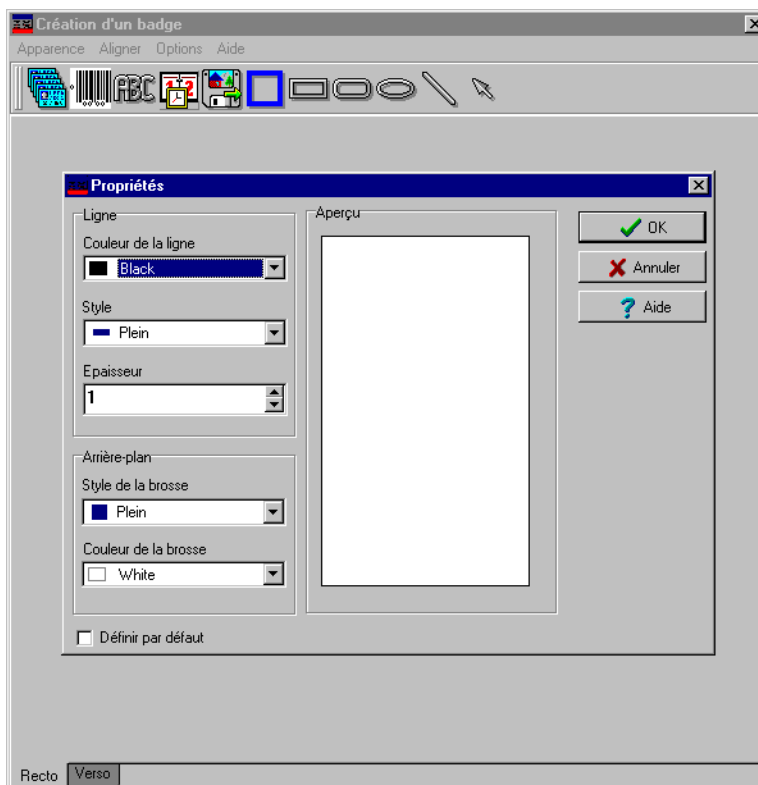 Création d'un badge
Apparence Aligner Options Aide
ABC
Propriétés
Ligne
Couleur de la ligne
Black
Style
Plein
Epaisseur
1
Arrière-plan
Style de la brosse
Plein
Couleur de la brosse
White
Définir par défaut
Aperçu
OK
Annuler
Aide
Recto Verso